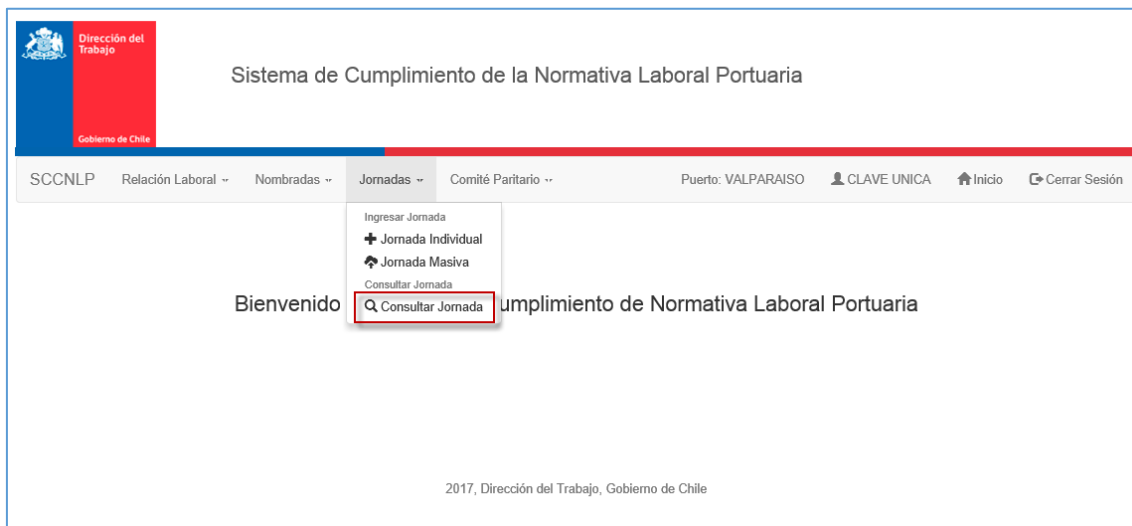 Dirección del
Trabajo
Gobierno de Chile
Sistema de Cumplimiento de la Normativa Laboral Portuaria
SCCNLP Relación Laboral Nombradas Jornadas Comité Paritario Puerto: VALPARAISO CLAVE UNICA Inicio Cerrar Sesión
Ingresar Jornada
Jornada Individual
Jornada Masiva
Consultar Jornada
Consultar Jornada
Bienvenido umplimiento de Normativa Laboral Portuaria
2017, Dirección del Trabajo, Gobierno de Chile